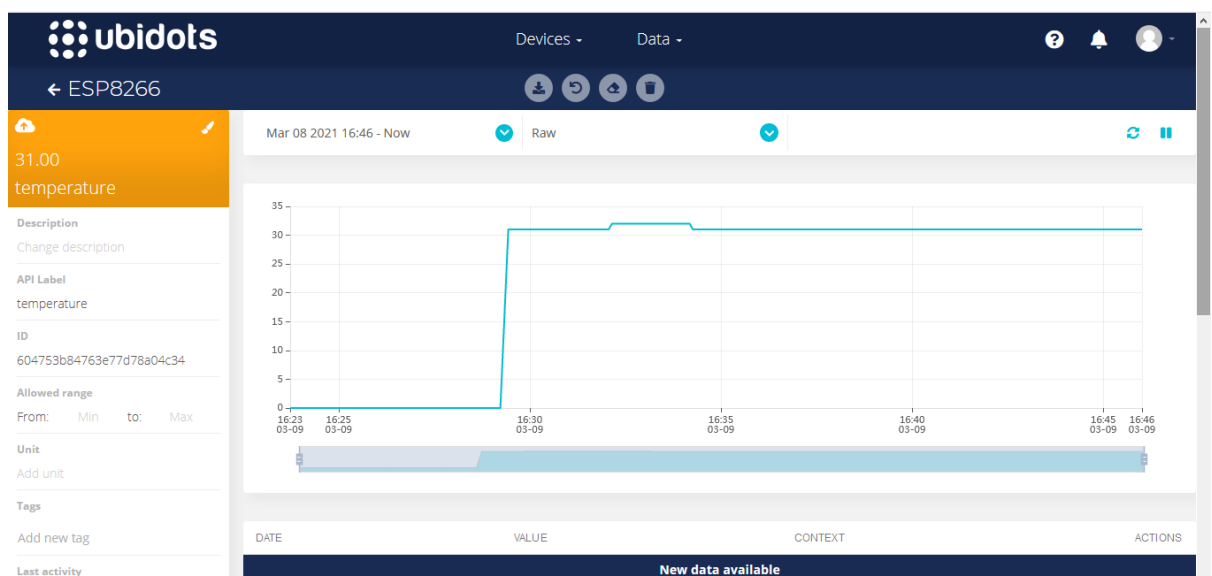 ubidots
Devices
Data
?
ESP8266
31.00
temperature
Description
Change description
API Label
temperature
ID
604753b84763e77d78a04c34
Allowed range
From: Min to: Max
Unit
Add unit
Tags
Add new tag
Last activity
Mar 08 2021 16:46 - Now
Raw
35
30
25
20
15
10
5
0
16:23 16:25 16:30 16:35 16:40 16:45 16:46
03-09 03-09 03-09 03-09 03-09 03-09 03-09
DATE VALUE CONTEXT ACTIONS
New data available